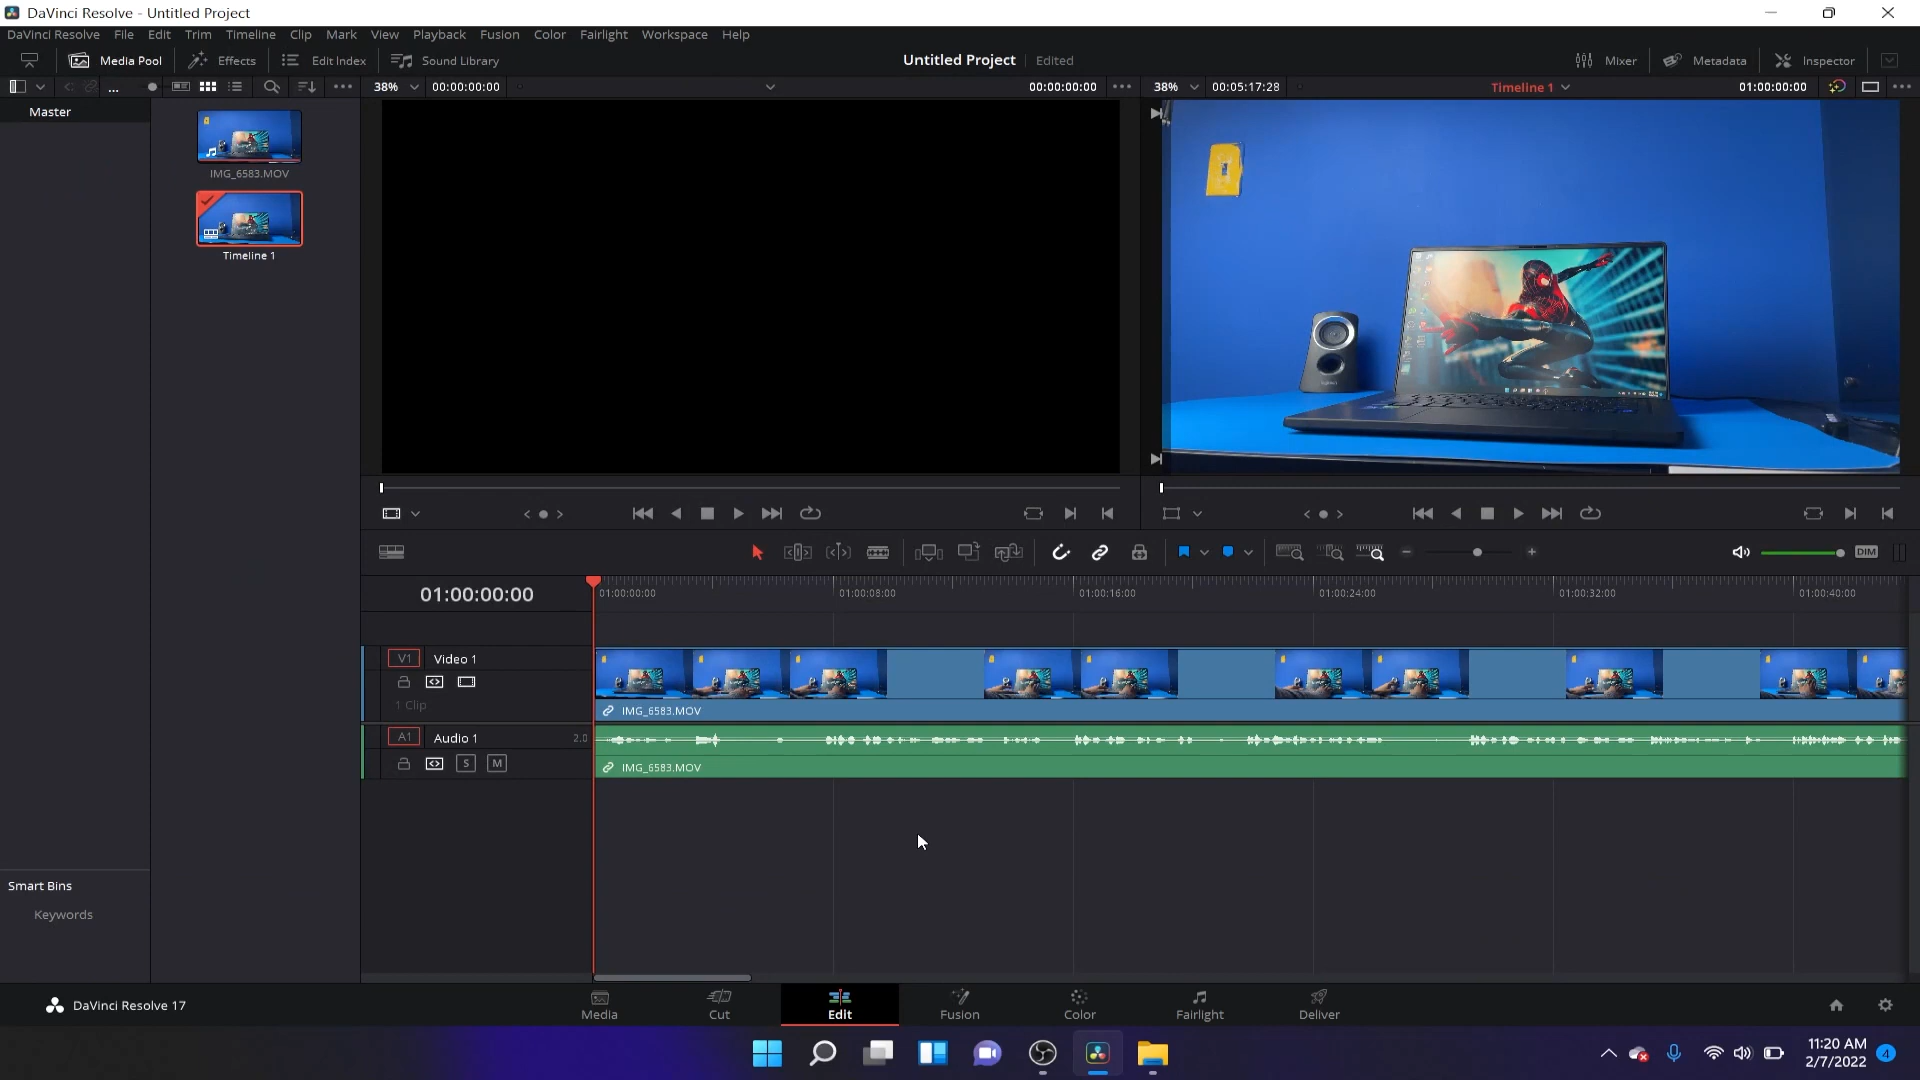 DaVinci Resolve - Untitled Project
DaVinci Resolve File Edit Trim Timeline Clip Mark View Playback Fusion Color Fairlight Workspace Help
Media Pool Effects Edit Index Sound Library Untitled Project Edited Mixer Metadata Inspector
... 38% 00:00:00:00 00:00:00:00 38% 00:05:17:28 Timeline 1 01:00:00:00
Master
IMG_6583.MOV
Timeline 1
DIM
01:00:00:00 01:00:00:00 01:00:08:00 01:00:16:00 01:00:24:00 01:00:32:00 01:00:40:00
V1 Video 1
1 Clip
IMG_6583.MOV
A1 Audio 1 2.0
S M
IMG_6583.MOV
Smart Bins
Keywords
DaVinci Resolve 17
Media Cut Edit Fusion Color Fairlight Deliver
11:20 AM
2/7/2022
4